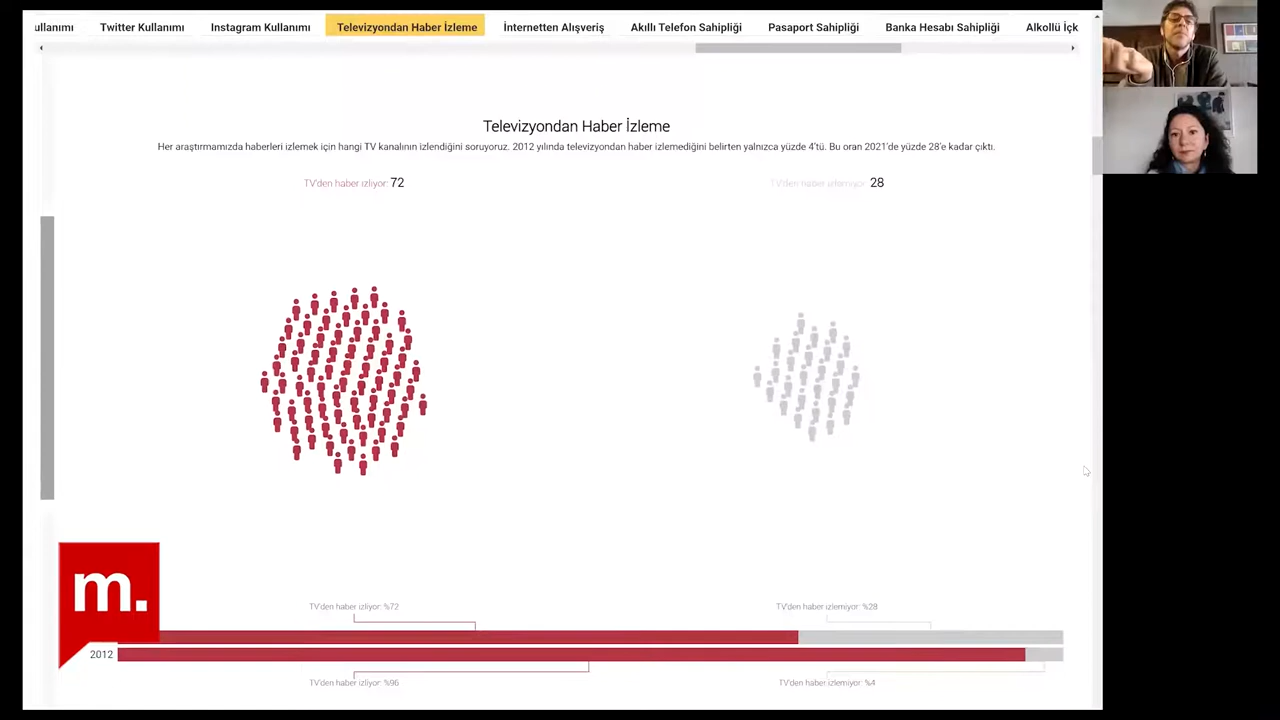 ullanımı Twitter Kullanımı Instagram Kullanımı Televizyondan Haber İzleme İnternetten Alışveriş Akıllı Telefon Sahipliği Pasaport Sahipliği Banka Hesabı Sahipliği Alkollü İçk
Televizyondan Haber İzleme
Her araştırmamızda haberleri izlemek için hangi TV kanalının izlendiğini soruyoruz. 2012 yılında televizyondan haber izlemediğini belirten yalnızca yüzde 4'tü. Bu oran 2021'de yüzde 28'e kadar çıktı.
TV'den haber izliyor: 72
TV'den haber izlemiyor: 28
m.
TV'den haber izliyor: %72
TV'den haber izlemiyor: %28
2012
TV'den haber izliyor: %96
TV'den haber izlemiyor: %4